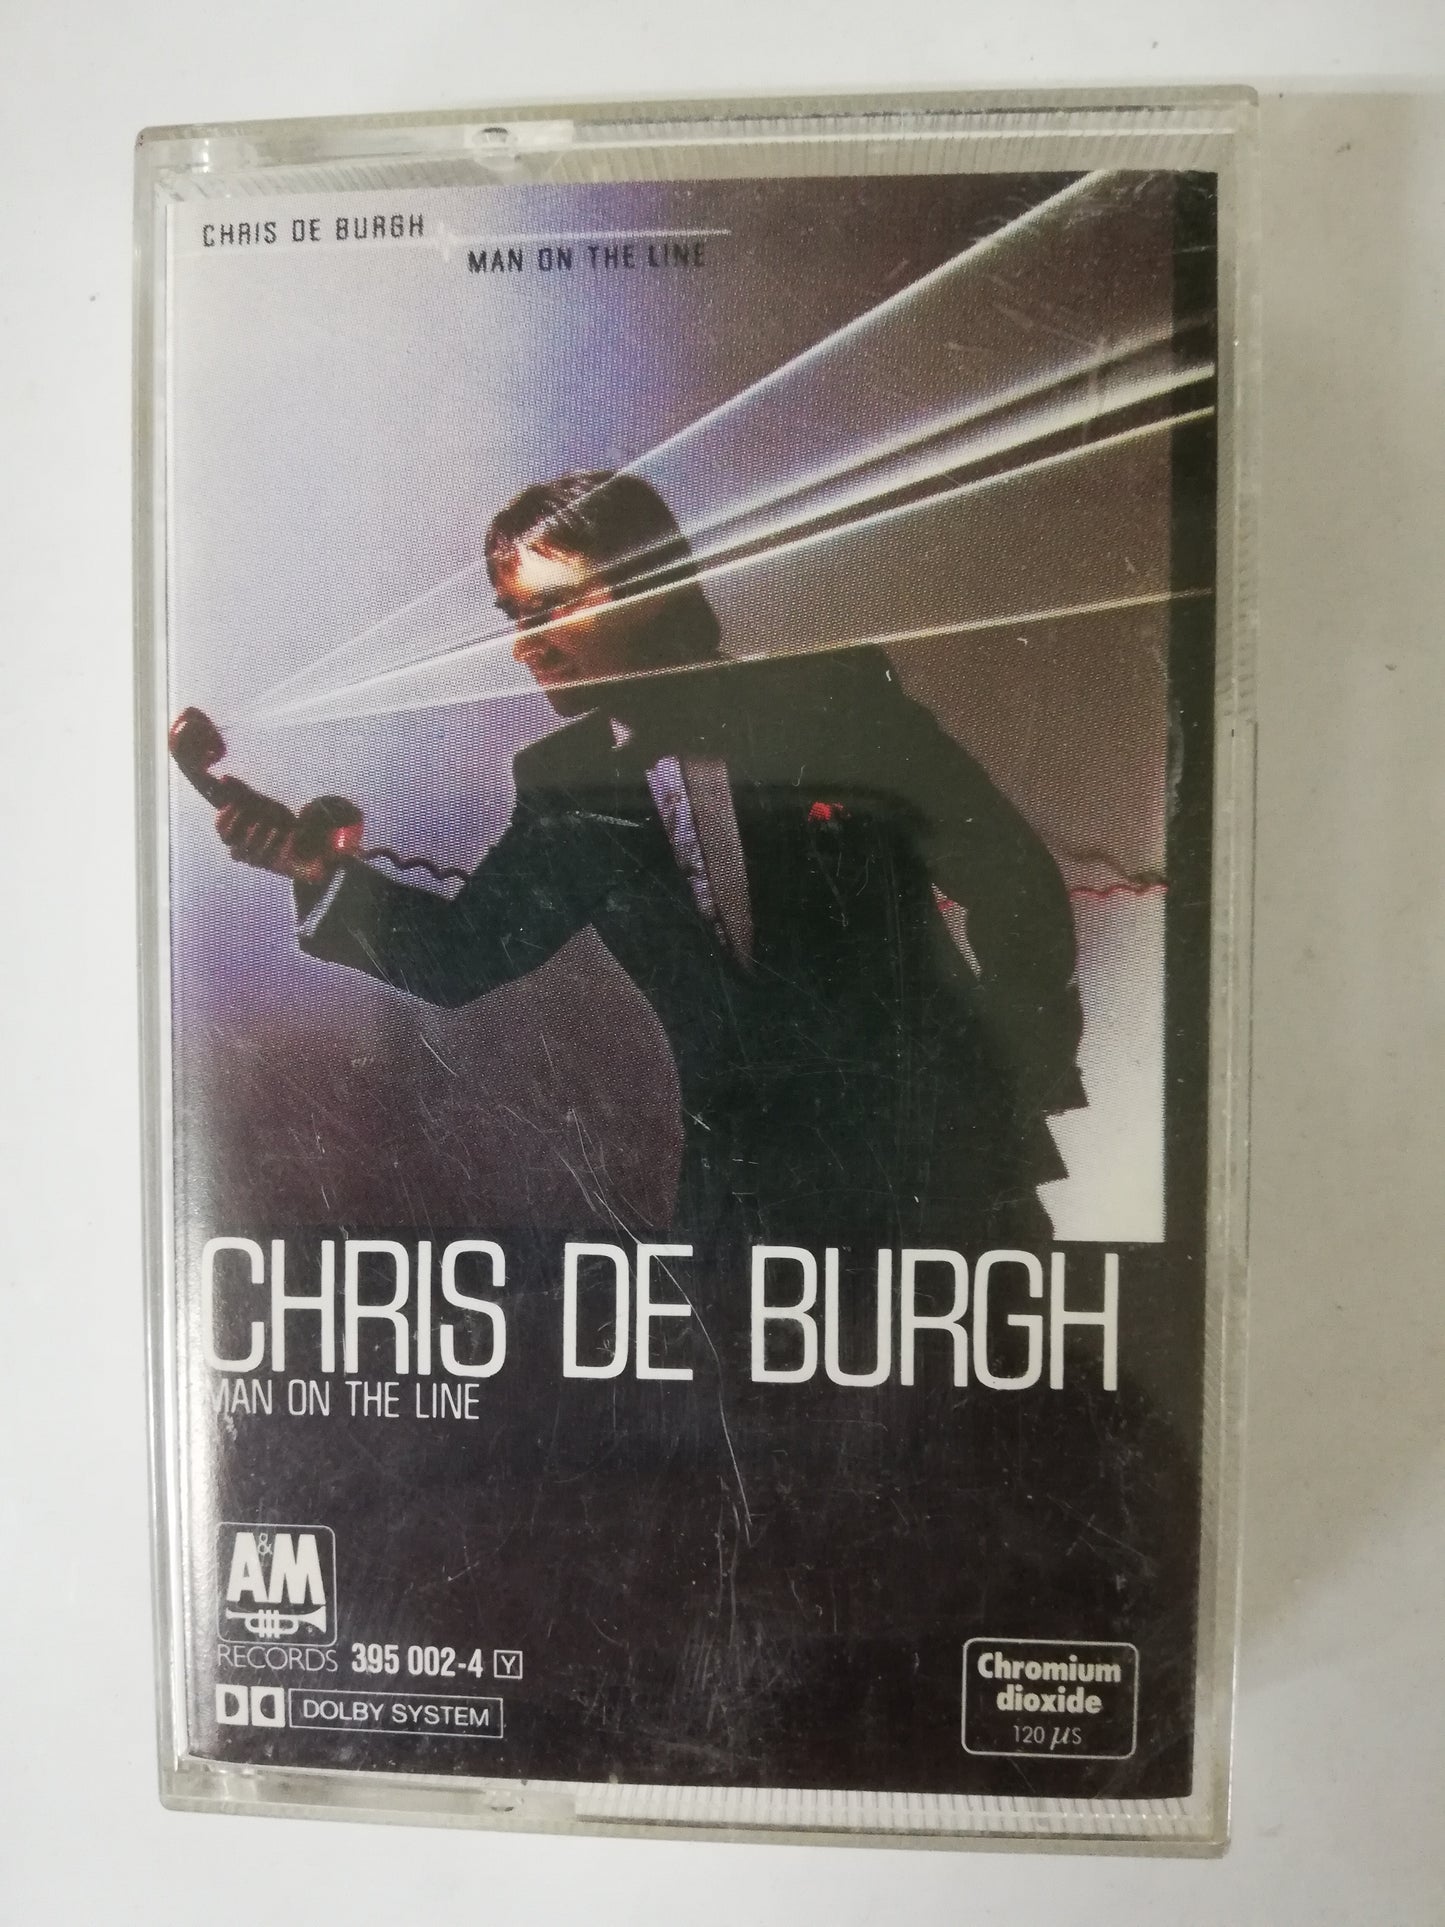 CHRIS DE BURGH
MAN ON THE LINE
CHRIS DE BURGH
MAN ON THE LINE
A&M
RECORDS 395 002-4 Y
DOLBY SYSTEM
Chromium
dioxide
120 µs